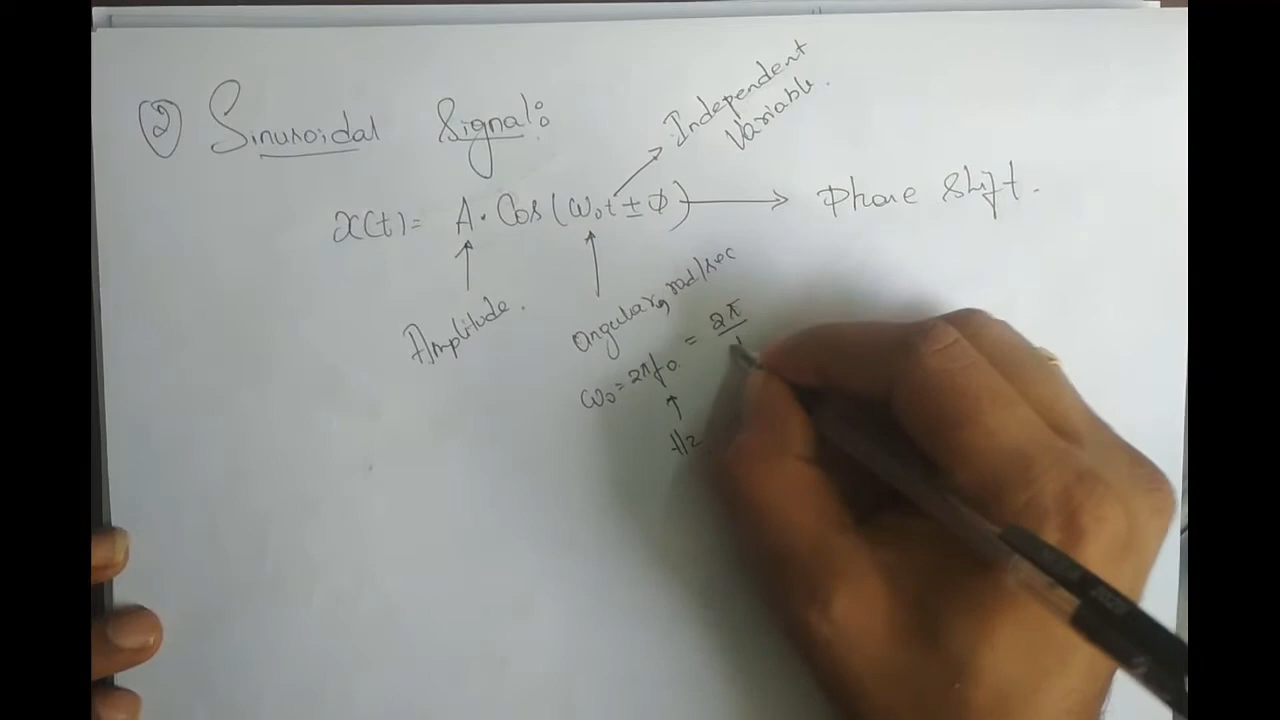 ② Sinusoidal Signal:
Independent
Variable.
x(t) = A . Cos (ω₀t ± ϕ)
Phase Shift.
Amplitude.
angular, rad/sec
ω₀ = 2πf₀ = 2π
Hz